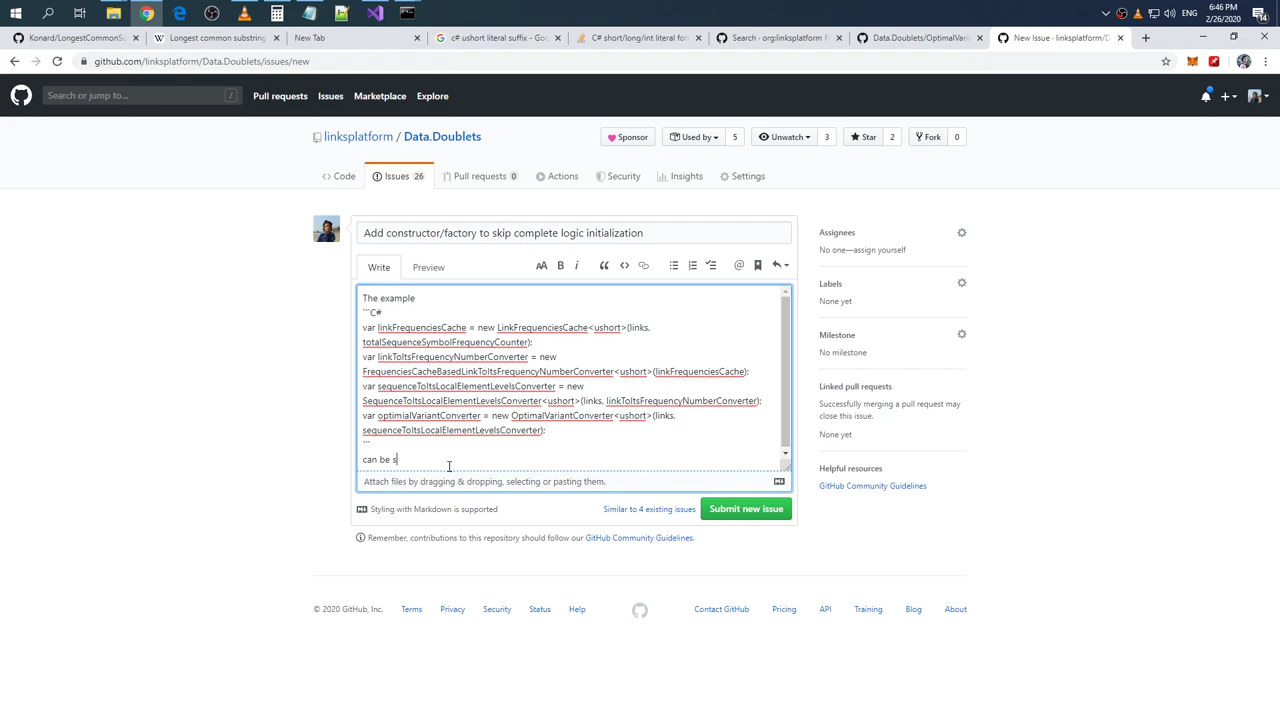 6:46 PM
ENG
2/26/2020
14
Konard/LongestCommonSu
Longest common substring
New Tab
c# ushort literal suffix - Goo
C# short/long/int literal form
Search · org:linksplatform F
Data.Doublets/OptimalVari
New Issue · linksplatform/D
github.com/linksplatform/Data.Doublets/issues/new
Search or jump to...
/
Pull requests
Issues
Marketplace
Explore
linksplatform / Data.Doublets
Sponsor
Used by 5
Unwatch 3
Star 2
Fork 0
Code
Issues 26
Pull requests 0
Actions
Security
Insights
Settings
Add constructor/factory to skip complete logic initialization
Write
Preview
The example
```C#
var linkFrequenciesCache = new LinkFrequenciesCache<ushort>(links,
totalSequenceSymbolFrequencyCounter);
var linkToItsFrequencyNumberConverter = new
FrequenciesCacheBasedLinkToItsFrequencyNumberConverter<ushort>(linkFrequenciesCache);
var sequenceToItsLocalElementLevelsConverter = new
SequenceToItsLocalElementLevelsConverter<ushort>(links, linkToItsFrequencyNumberConverter);
var optimialVariantConverter = new OptimalVariantConverter<ushort>(links,
sequenceToItsLocalElementLevelsConverter);
```
can be s
Attach files by dragging & dropping, selecting or pasting them.
Styling with Markdown is supported
Similar to 4 existing issues
Submit new issue
Remember, contributions to this repository should follow our GitHub Community Guidelines.
Assignees
No one—assign yourself
Labels
None yet
Milestone
No milestone
Linked pull requests
Successfully merging a pull request may
close this issue.
None yet
Helpful resources
GitHub Community Guidelines
© 2020 GitHub, Inc.
Terms
Privacy
Security
Status
Help
Contact GitHub
Pricing
API
Training
Blog
About